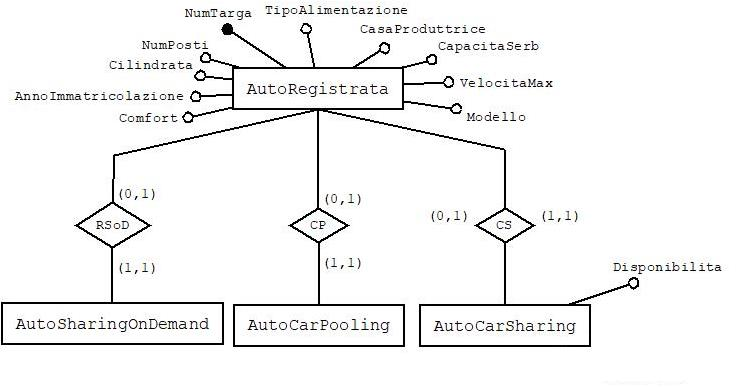 NumTarga
TipoAlimentazione
CasaProduttrice
NumPosti
CapacitaSerb
Cilindrata
VelocitaMax
AutoRegistrata
AnnoImmatricolazione
Comfort
Modello
(0,1)
(0,1)
(0,1)
(1,1)
RSoD
CP
CS
(1,1)
(1,1)
Disponibilita
AutoSharingOnDemand
AutoCarPooling
AutoCarSharing